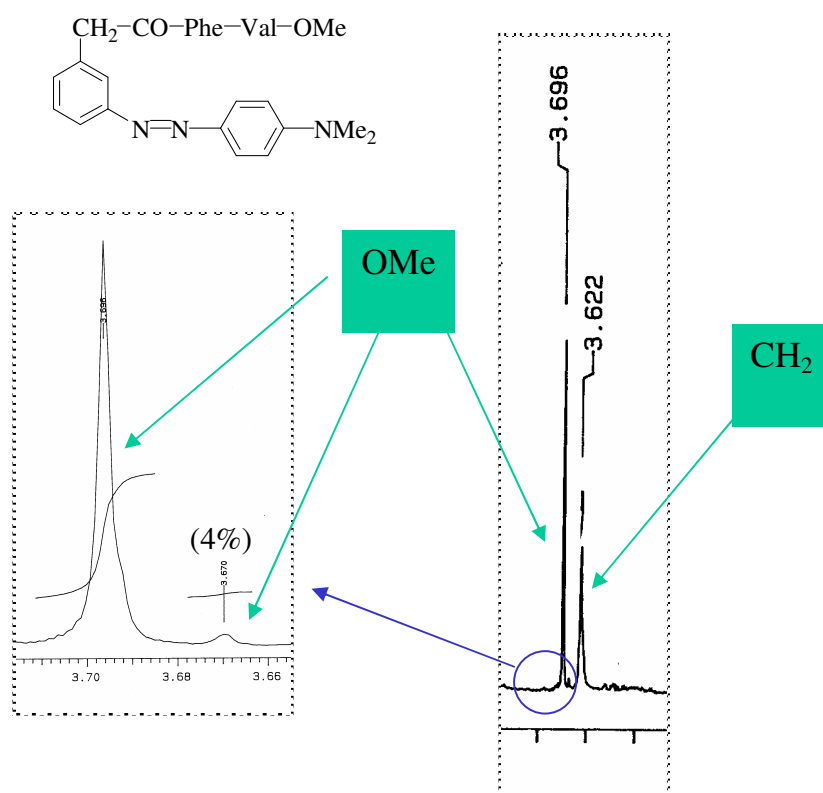 CH₂–CO–Phe–Val–OMe
N=N
NMe₂
3.696
3.622
OMe
CH₂
3.696
(4%)
3.670
3.70 3.68 3.66